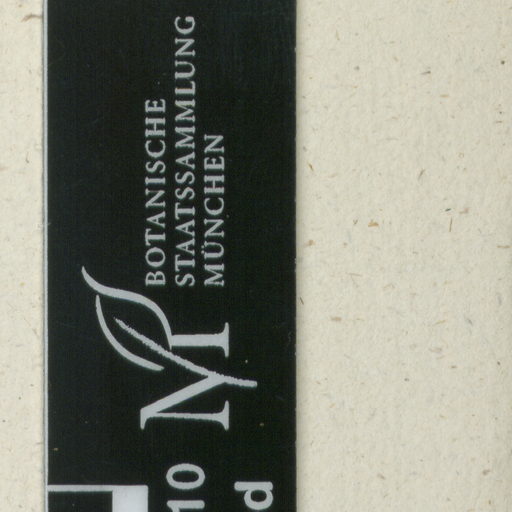 BOTANISCHE
STAATSSAMMLUNG
MÜNCHEN
M
10
d